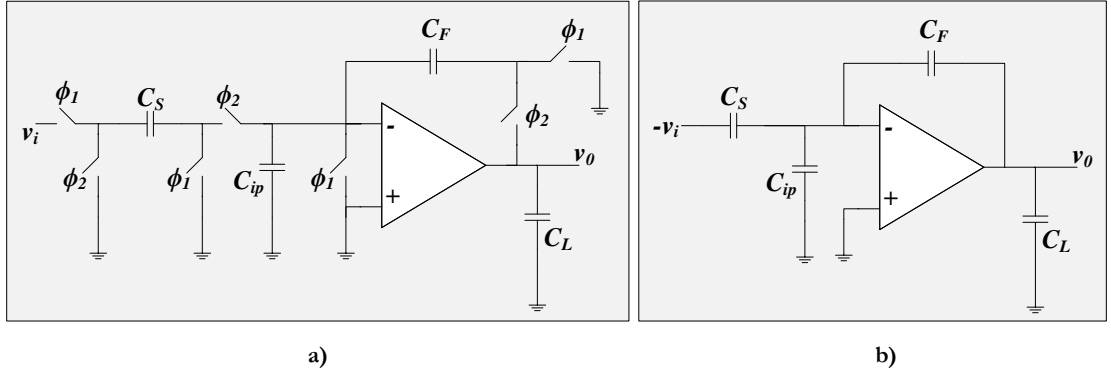 C_F ϕ_1
ϕ_1 C_S ϕ_2
v_i - ϕ_2 v_0
ϕ_2 ϕ_1 C_ip ϕ_1 +
C_L
a)
C_F
C_S
-v_i - v_0
C_ip +
C_L
b)